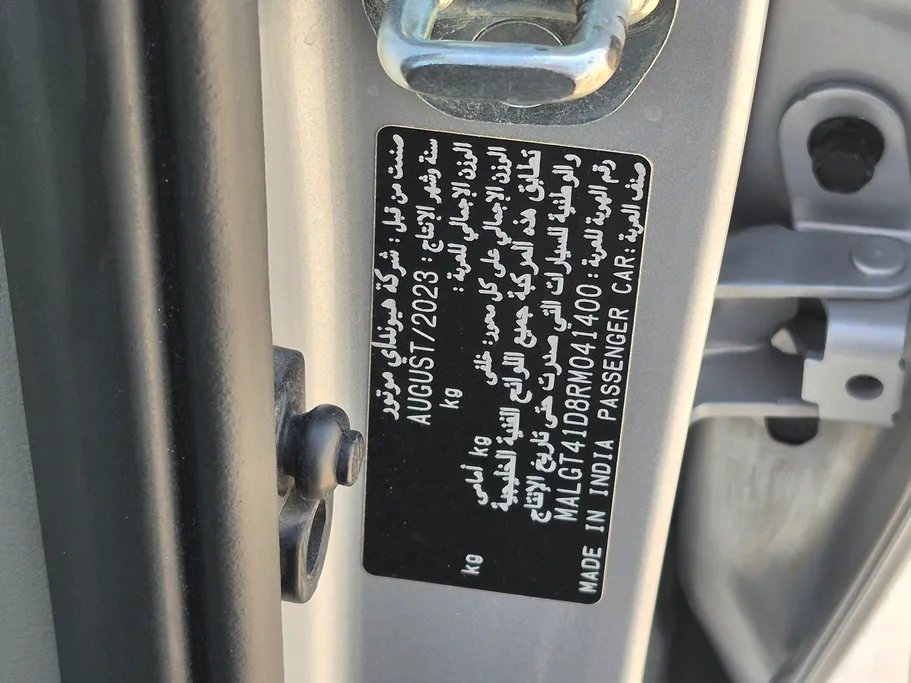 صنعت من قبل : شركة هيونداي موتور
سنة وشهر الإنتاج : AUGUST/2023
الوزن الإجمالي للعربة : kg
الوزن الإجمالي على كل محور: خلفى kg أمامى kg
تطابق هذه المركبة جميع اللوائح الفنية الخليجية
والوطنية للسيارات التي صدرت حتى تاريخ الإنتاج
رقم الهوية للعربة : MALGT41D8RM041400
صنف العربة: MADE IN INDIA PASSENGER CAR